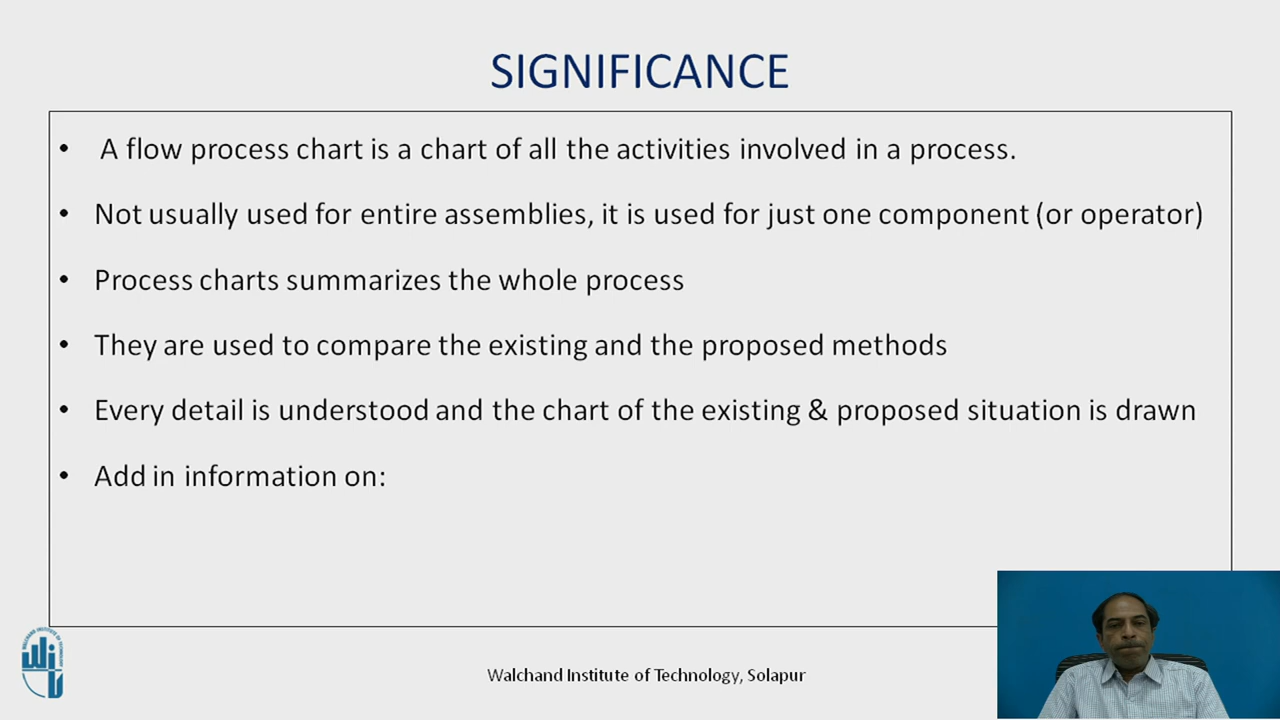 SIGNIFICANCE
• A flow process chart is a chart of all the activities involved in a process.
• Not usually used for entire assemblies, it is used for just one component (or operator)
• Process charts summarizes the whole process
• They are used to compare the existing and the proposed methods
• Every detail is understood and the chart of the existing & proposed situation is drawn
• Add in information on:
Walchand Institute of Technology, Solapur